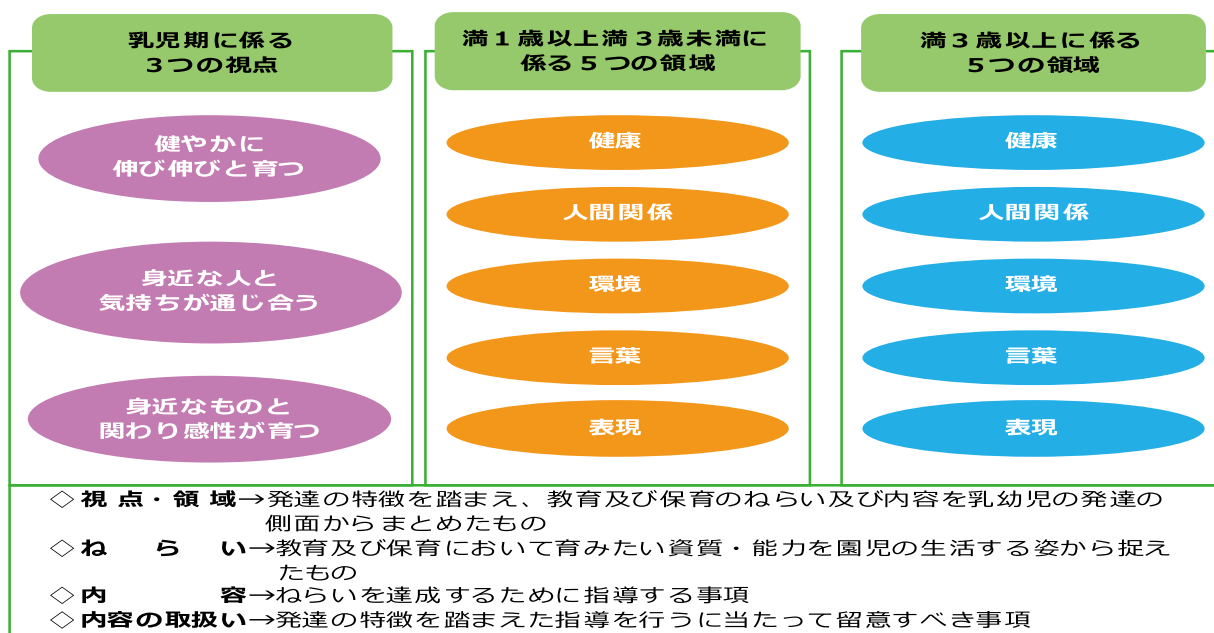 乳児期に係る
３つの視点
健やかに
伸び伸びと育つ
身近な人と
気持ちが通じ合う
身近なものと
関わり感性が育つ
満１歳以上満３歳未満に
係る５つの領域
健康
人間関係
環境
言葉
表現
満３歳以上に係る
５つの領域
健康
人間関係
環境
言葉
表現
◇視点・領域→発達の特徴を踏まえ、教育及び保育のねらい及び内容を乳幼児の発達の
側面からまとめたもの
◇ねらい→教育及び保育において育みたい資質・能力を園児の生活する姿から捉え
たもの
◇内容→ねらいを達成するために指導する事項
◇内容の取扱い→発達の特徴を踏まえた指導を行うに当たって留意すべき事項